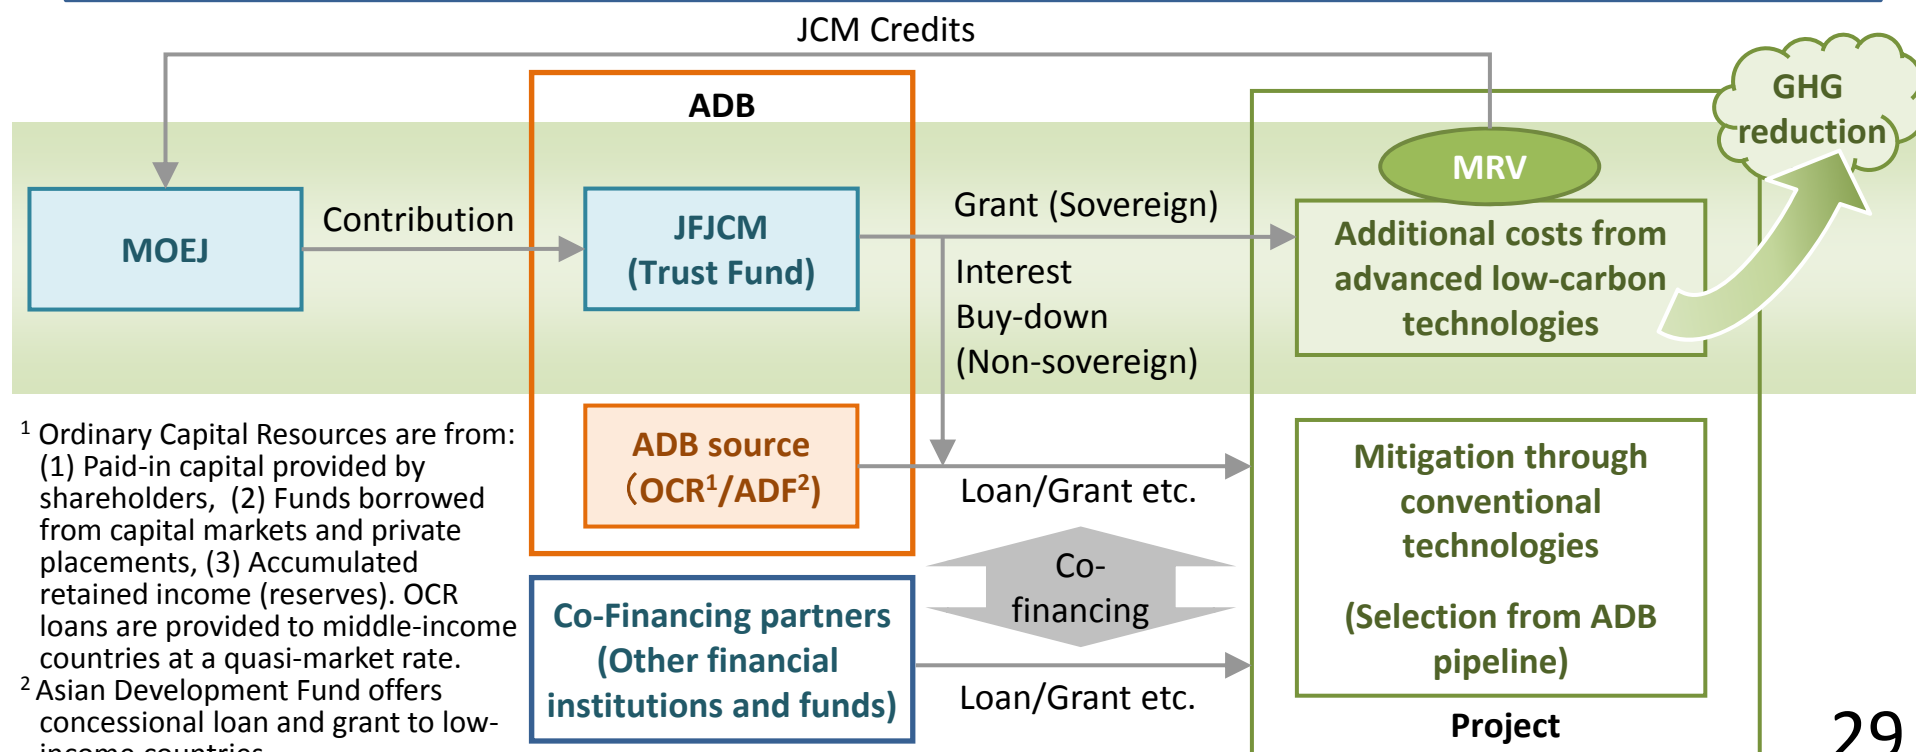 JCM Credits
ADB
GHG
reduction
MRV
MOEJ
Contribution
JFJCM
(Trust Fund)
Grant (Sovereign)
Interest
Buy-down
(Non-sovereign)
Additional costs from
advanced low-carbon
technologies
ADB source
（OCR1/ADF2)
Loan/Grant etc.
Co-
financing
Co-Financing partners
(Other financial
institutions and funds)
Loan/Grant etc.
Mitigation through
conventional
technologies
(Selection from ADB
pipeline)
Project
1 Ordinary Capital Resources are from:
(1) Paid-in capital provided by
shareholders, (2) Funds borrowed
from capital markets and private
placements, (3) Accumulated
retained income (reserves). OCR
loans are provided to middle-income
countries at a quasi-market rate.
2 Asian Development Fund offers
concessional loan and grant to low-
income countries
29